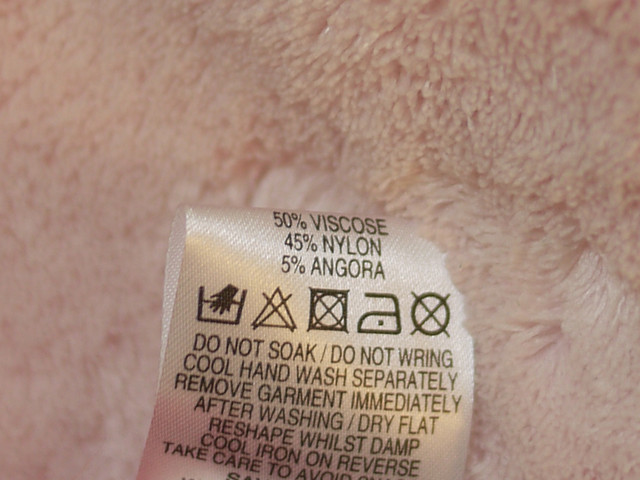 50% VISCOSE
45% NYLON
5% ANGORA
DO NOT SOAK / DO NOT WRING
COOL HAND WASH SEPARATELY
REMOVE GARMENT IMMEDIATELY
AFTER WASHING / DRY FLAT
RESHAPE WHILST DAMP
COOL IRON ON REVERSE
TAKE CARE TO AVOID